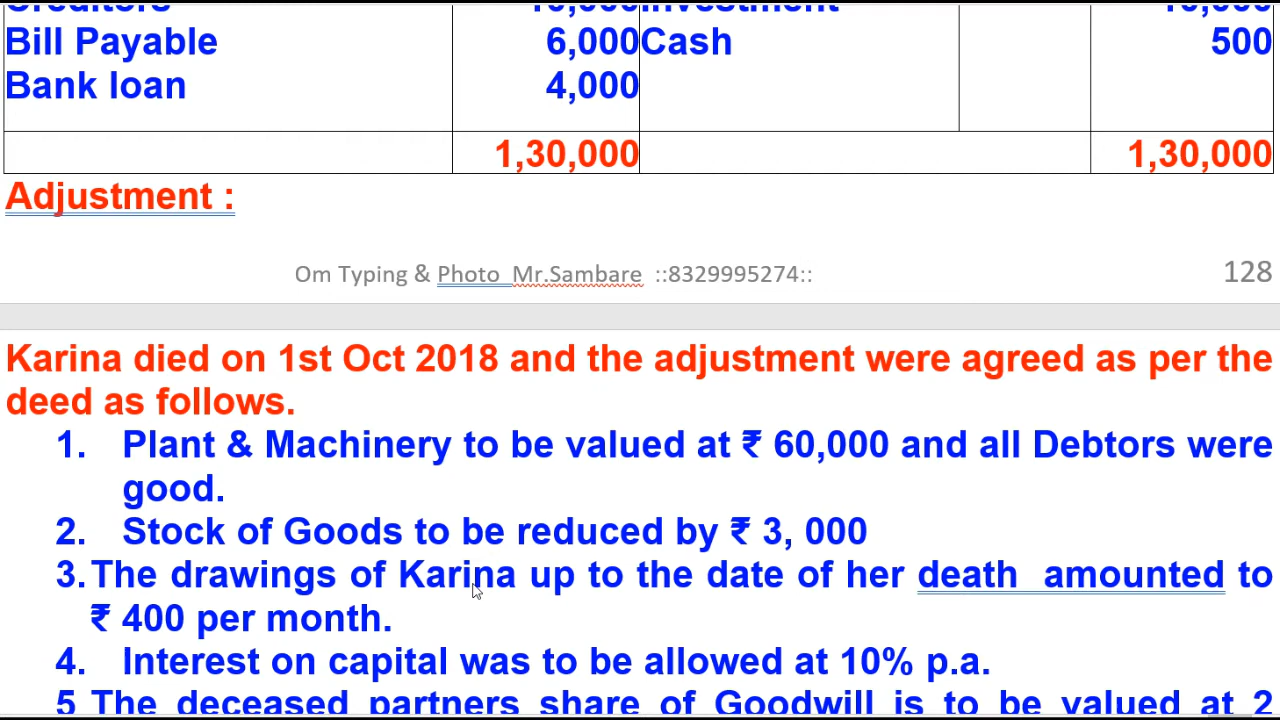 Creditors Investment
Bill Payable 6,000 Cash 500
Bank loan 4,000
1,30,000 1,30,000
Adjustment :
Om Typing & Photo Mr.Sambare ::8329995274:: 128
Karina died on 1st Oct 2018 and the adjustment were agreed as per the
deed as follows.
1. Plant & Machinery to be valued at ₹ 60,000 and all Debtors were
good.
2. Stock of Goods to be reduced by ₹ 3, 000
3. The drawings of Karina up to the date of her death amounted to
₹ 400 per month.
4. Interest on capital was to be allowed at 10% p.a.
5 The deceased partners share of Goodwill is to be valued at 2